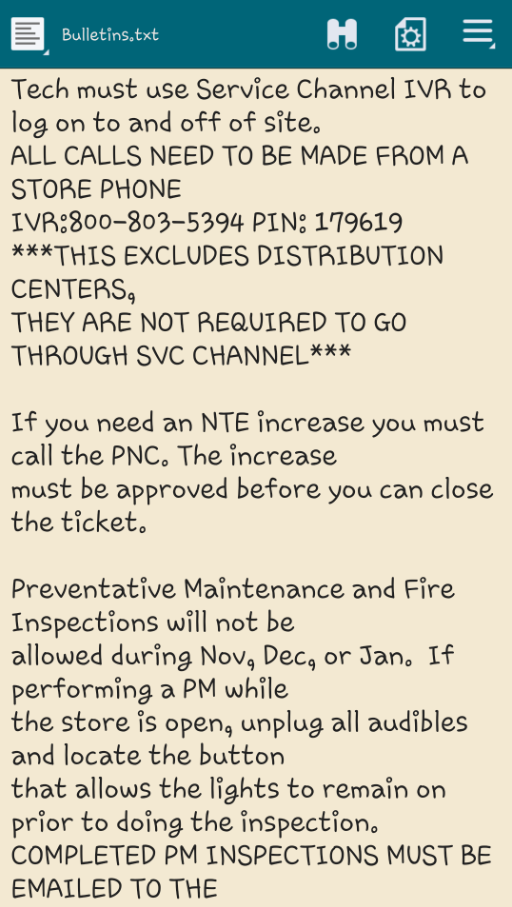 Bulletins.txt
Tech must use Service Channel IVR to
log on to and off of site.
ALL CALLS NEED TO BE MADE FROM A
STORE PHONE
IVR:800-803-5394 PIN: 179619
***THIS EXCLUDES DISTRIBUTION
CENTERS,
THEY ARE NOT REQUIRED TO GO
THROUGH SVC CHANNEL***

If you need an NTE increase you must
call the PNC. The increase
must be approved before you can close
the ticket.

Preventative Maintenance and Fire
Inspections will not be
allowed during Nov, Dec, or Jan.  If
performing a PM while
the store is open, unplug all audibles
and locate the button
that allows the lights to remain on
prior to doing the inspection.
COMPLETED PM INSPECTIONS MUST BE
EMAILED TO THE